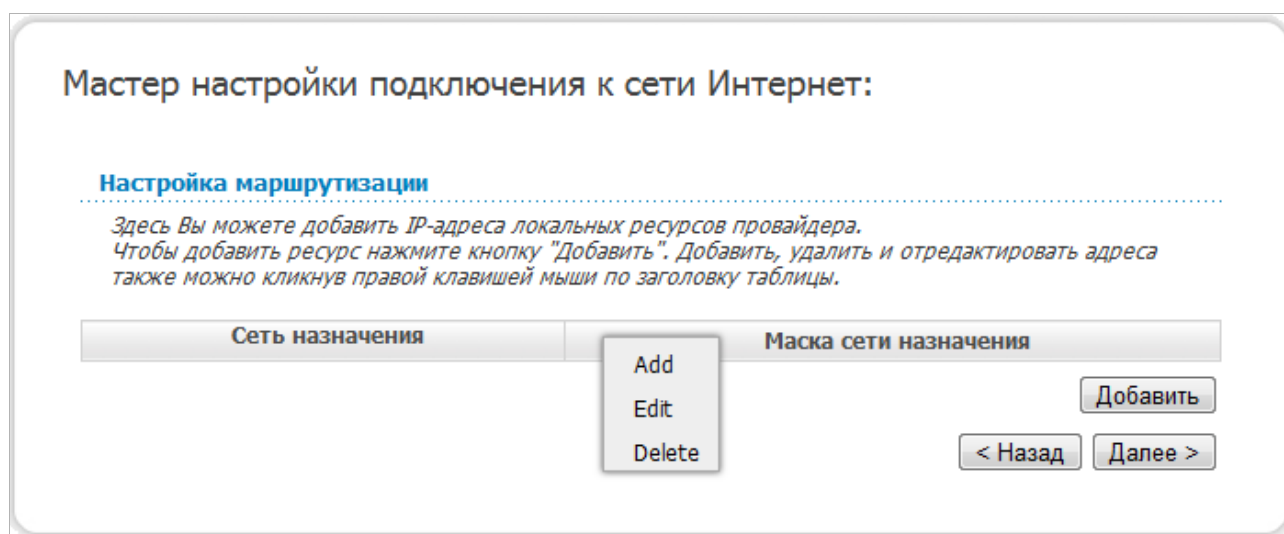 Мастер настройки подключения к сети Интернет:
Настройка маршрутизации
Здесь Вы можете добавить IP-адреса локальных ресурсов провайдера.
Чтобы добавить ресурс нажмите кнопку "Добавить". Добавить, удалить и отредактировать адреса
также можно кликнув правой клавишей мыши по заголовку таблицы.
Сеть назначения
Маска сети назначения
Add
Edit
Delete
Добавить
< Назад
Далее >